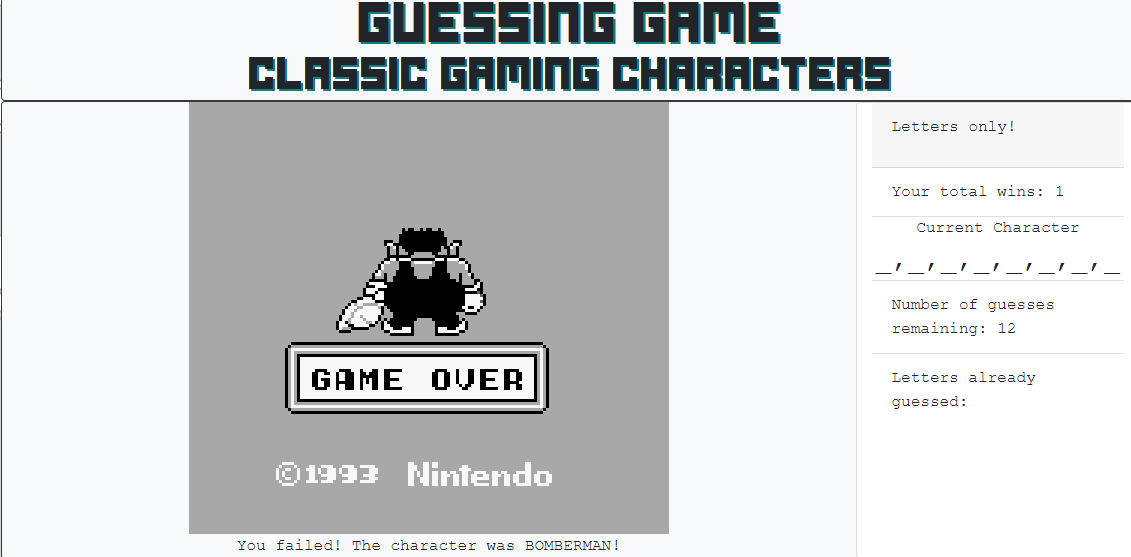 GUESSING GAME
CLASSIC GAMING CHARACTERS
GAME OVER
©1993 Nintendo
You failed! The character was BOMBERMAN!
Letters only!
Your total wins: 1
Current Character
_,_,_,_,_,_,_,_
Number of guesses
remaining: 12
Letters already
guessed: